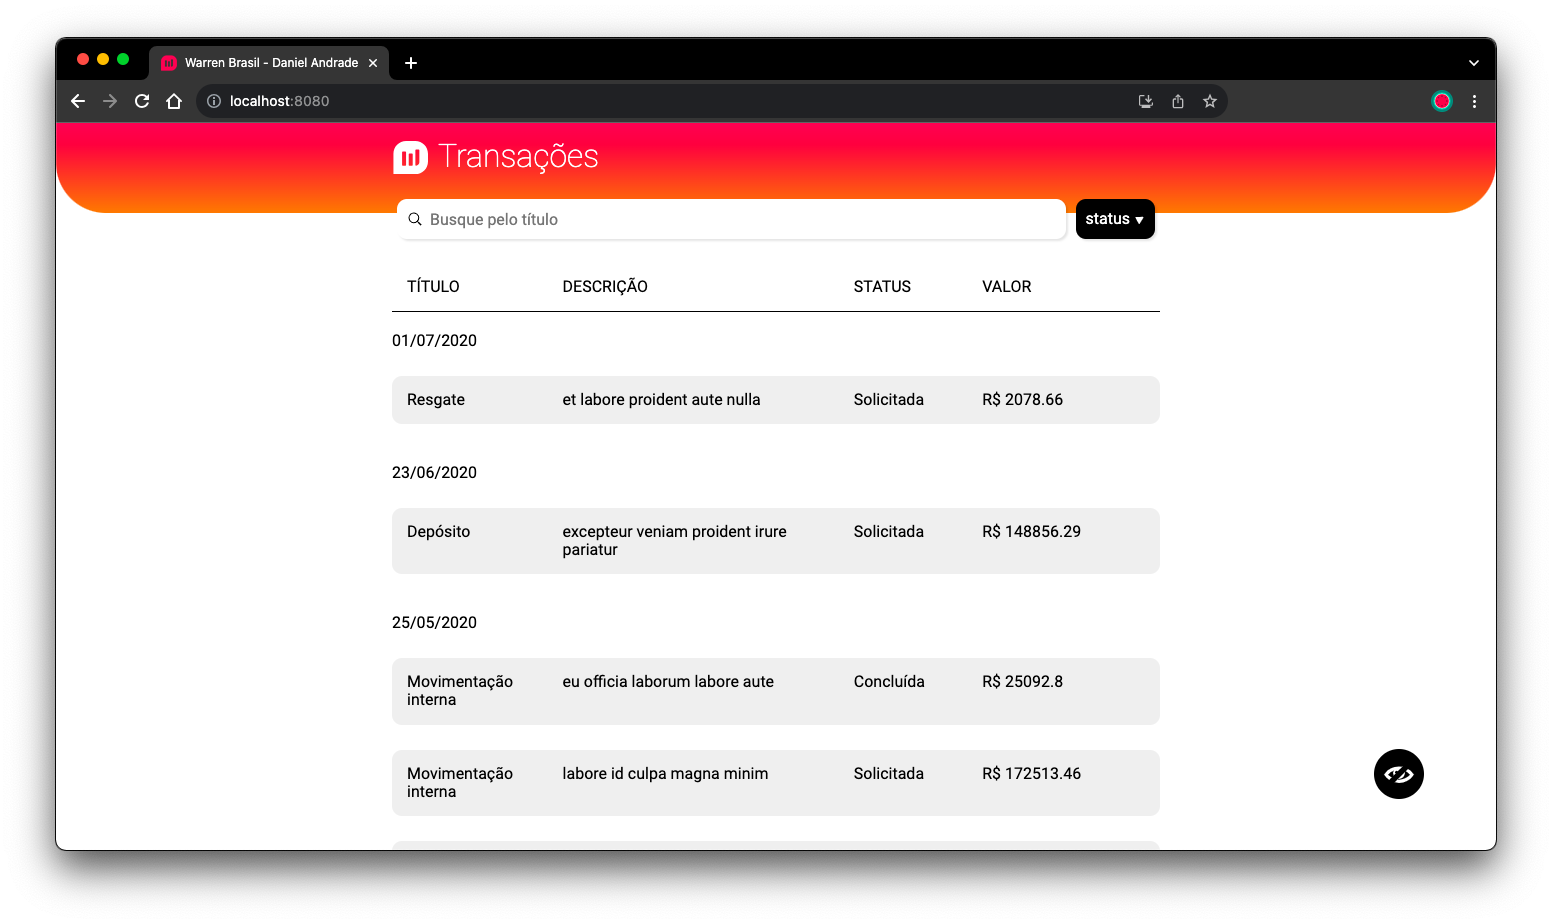 Warren Brasil - Daniel Andrade
localhost:8080
Transações
Busque pelo título
status
TÍTULO DESCRIÇÃO STATUS VALOR
01/07/2020
Resgate et labore proident aute nulla Solicitada R$ 2078.66
23/06/2020
Depósito excepteur veniam proident irure Solicitada R$ 148856.29
pariatur
25/05/2020
Movimentação eu officia laborum labore aute Concluída R$ 25092.8
interna
Movimentação labore id culpa magna minim Solicitada R$ 172513.46
interna